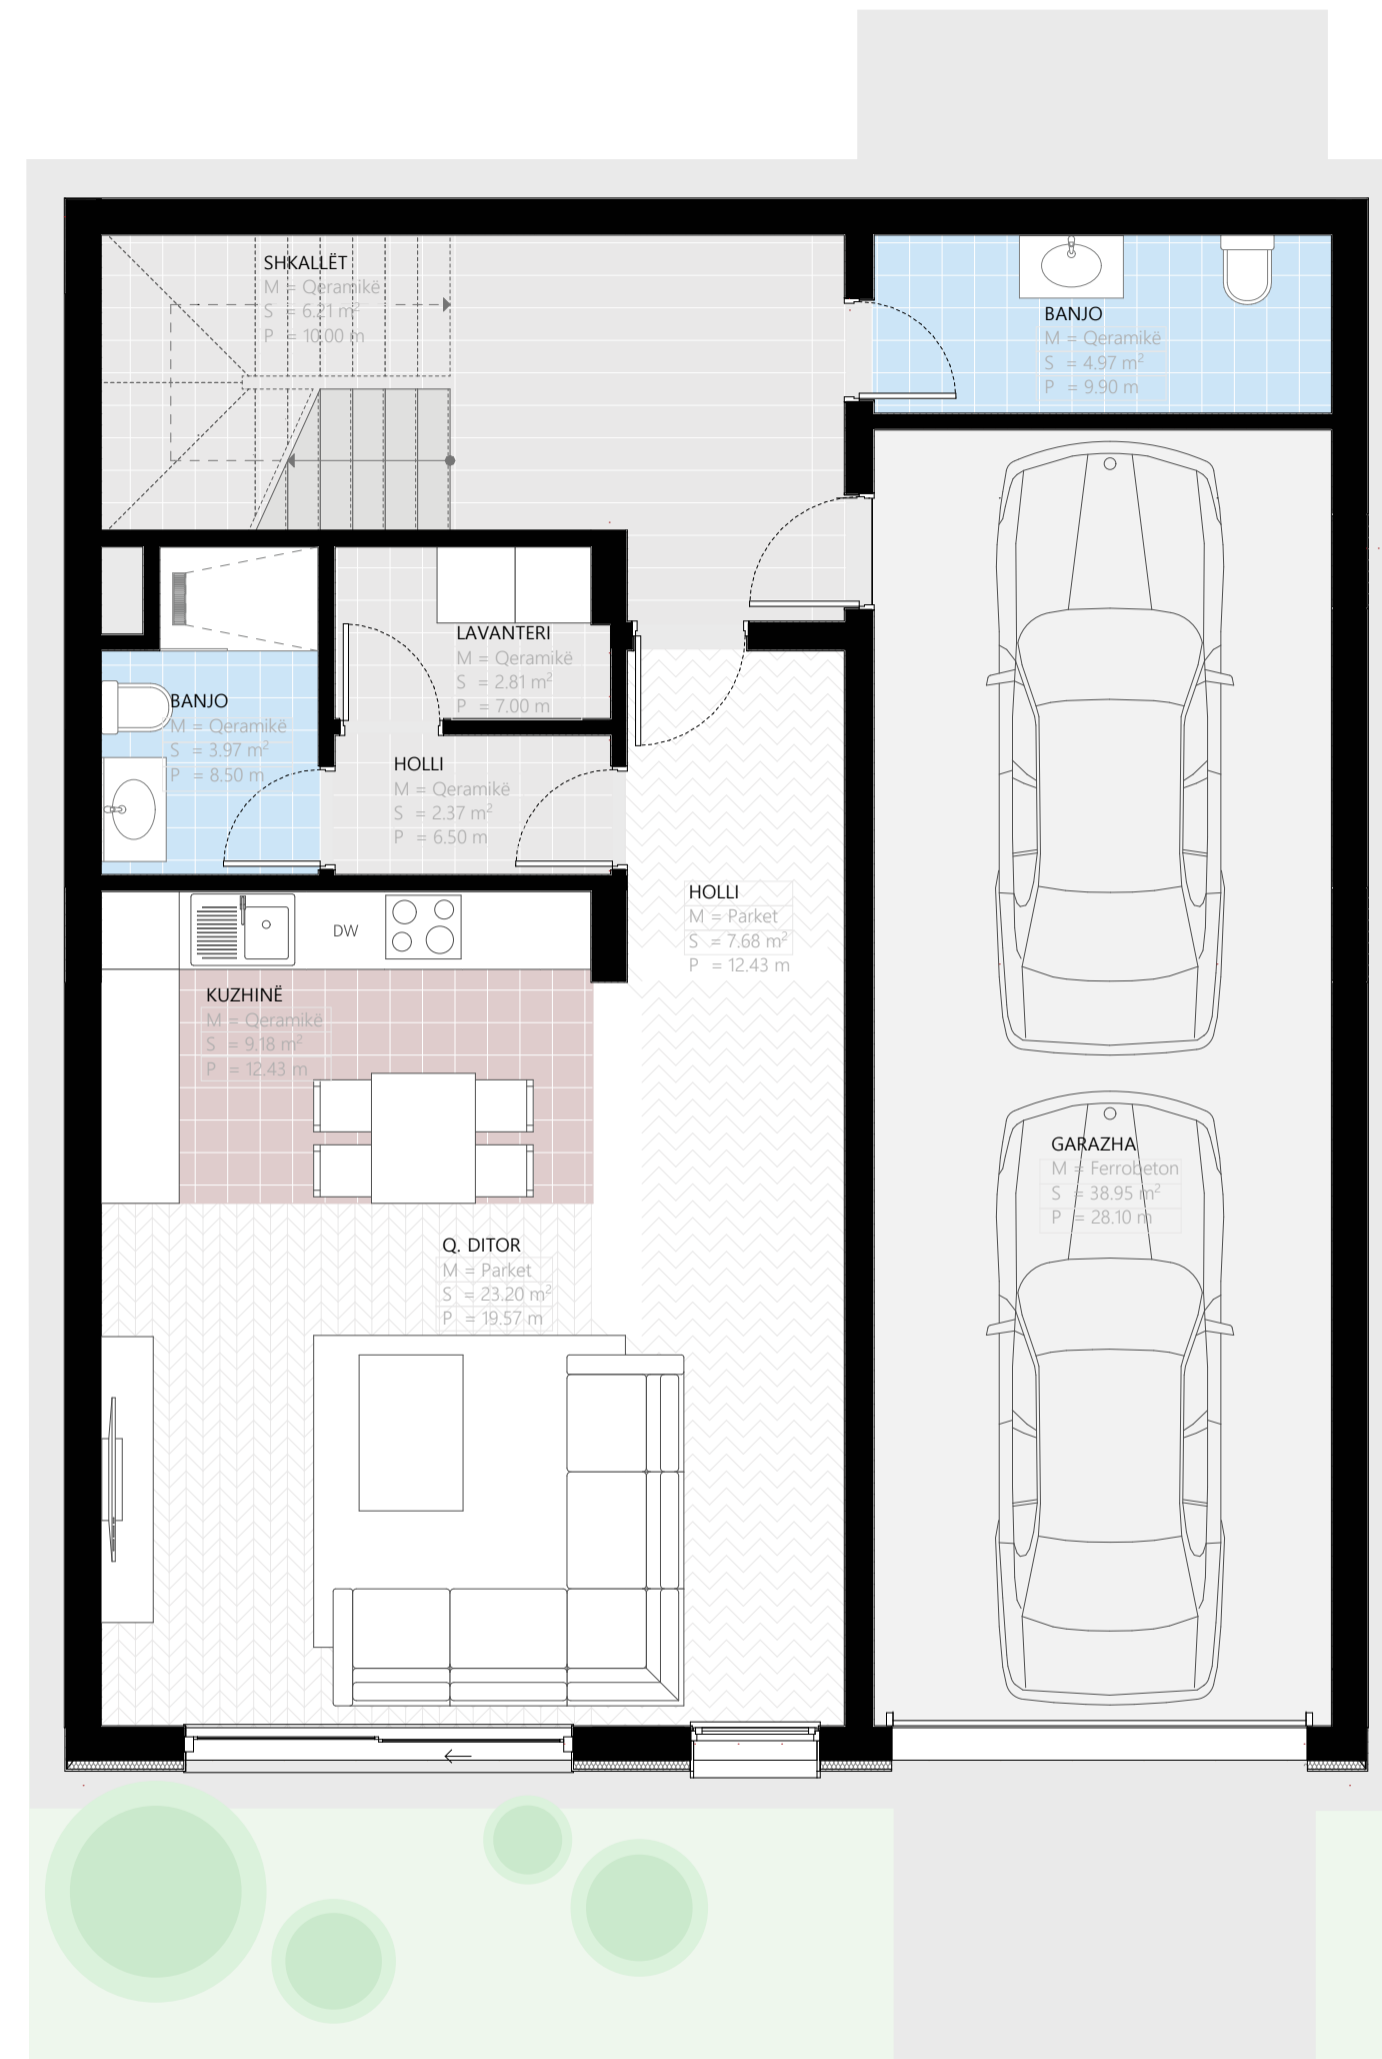 SHKALLËT
M = Qeramikë
S = 6.21 m²
P = 10.00 m
BANJO
M = Qeramikë
S = 4.97 m²
P = 9.90 m
LAVANTERI
M = Qeramikë
S = 2.81 m²
P = 7.00 m
BANJO
M = Qeramikë
S = 3.97 m²
P = 8.50 m
HOLLI
M = Qeramikë
S = 2.37 m²
P = 6.50 m
HOLLI
M = Parket
S = 7.68 m²
P = 12.43 m
DW
KUZHINË
M = Qeramikë
S = 9.18 m²
P = 12.43 m
GARAZHA
M = Ferrobeton
S = 38.95 m²
P = 28.10 m
Q. DITOR
M = Parket
S = 23.20 m²
P = 19.57 m